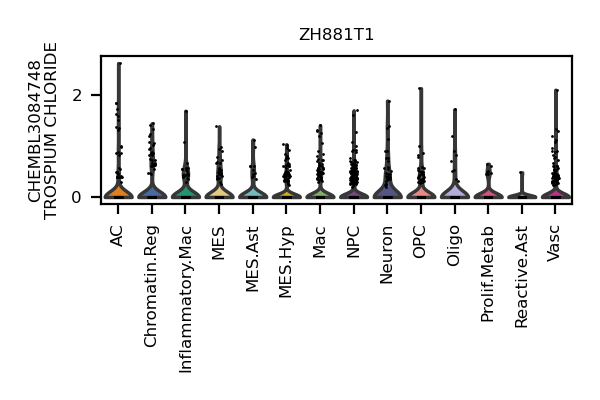 ZH881T1
CHEMBL3084748
TROSPIUM CHLORIDE
2
0
AC
Chromatin.Reg
Inflammatory.Mac
MES
MES.Ast
MES.Hyp
Mac
NPC
Neuron
OPC
Oligo
Prolif.Metab
Reactive.Ast
Vasc